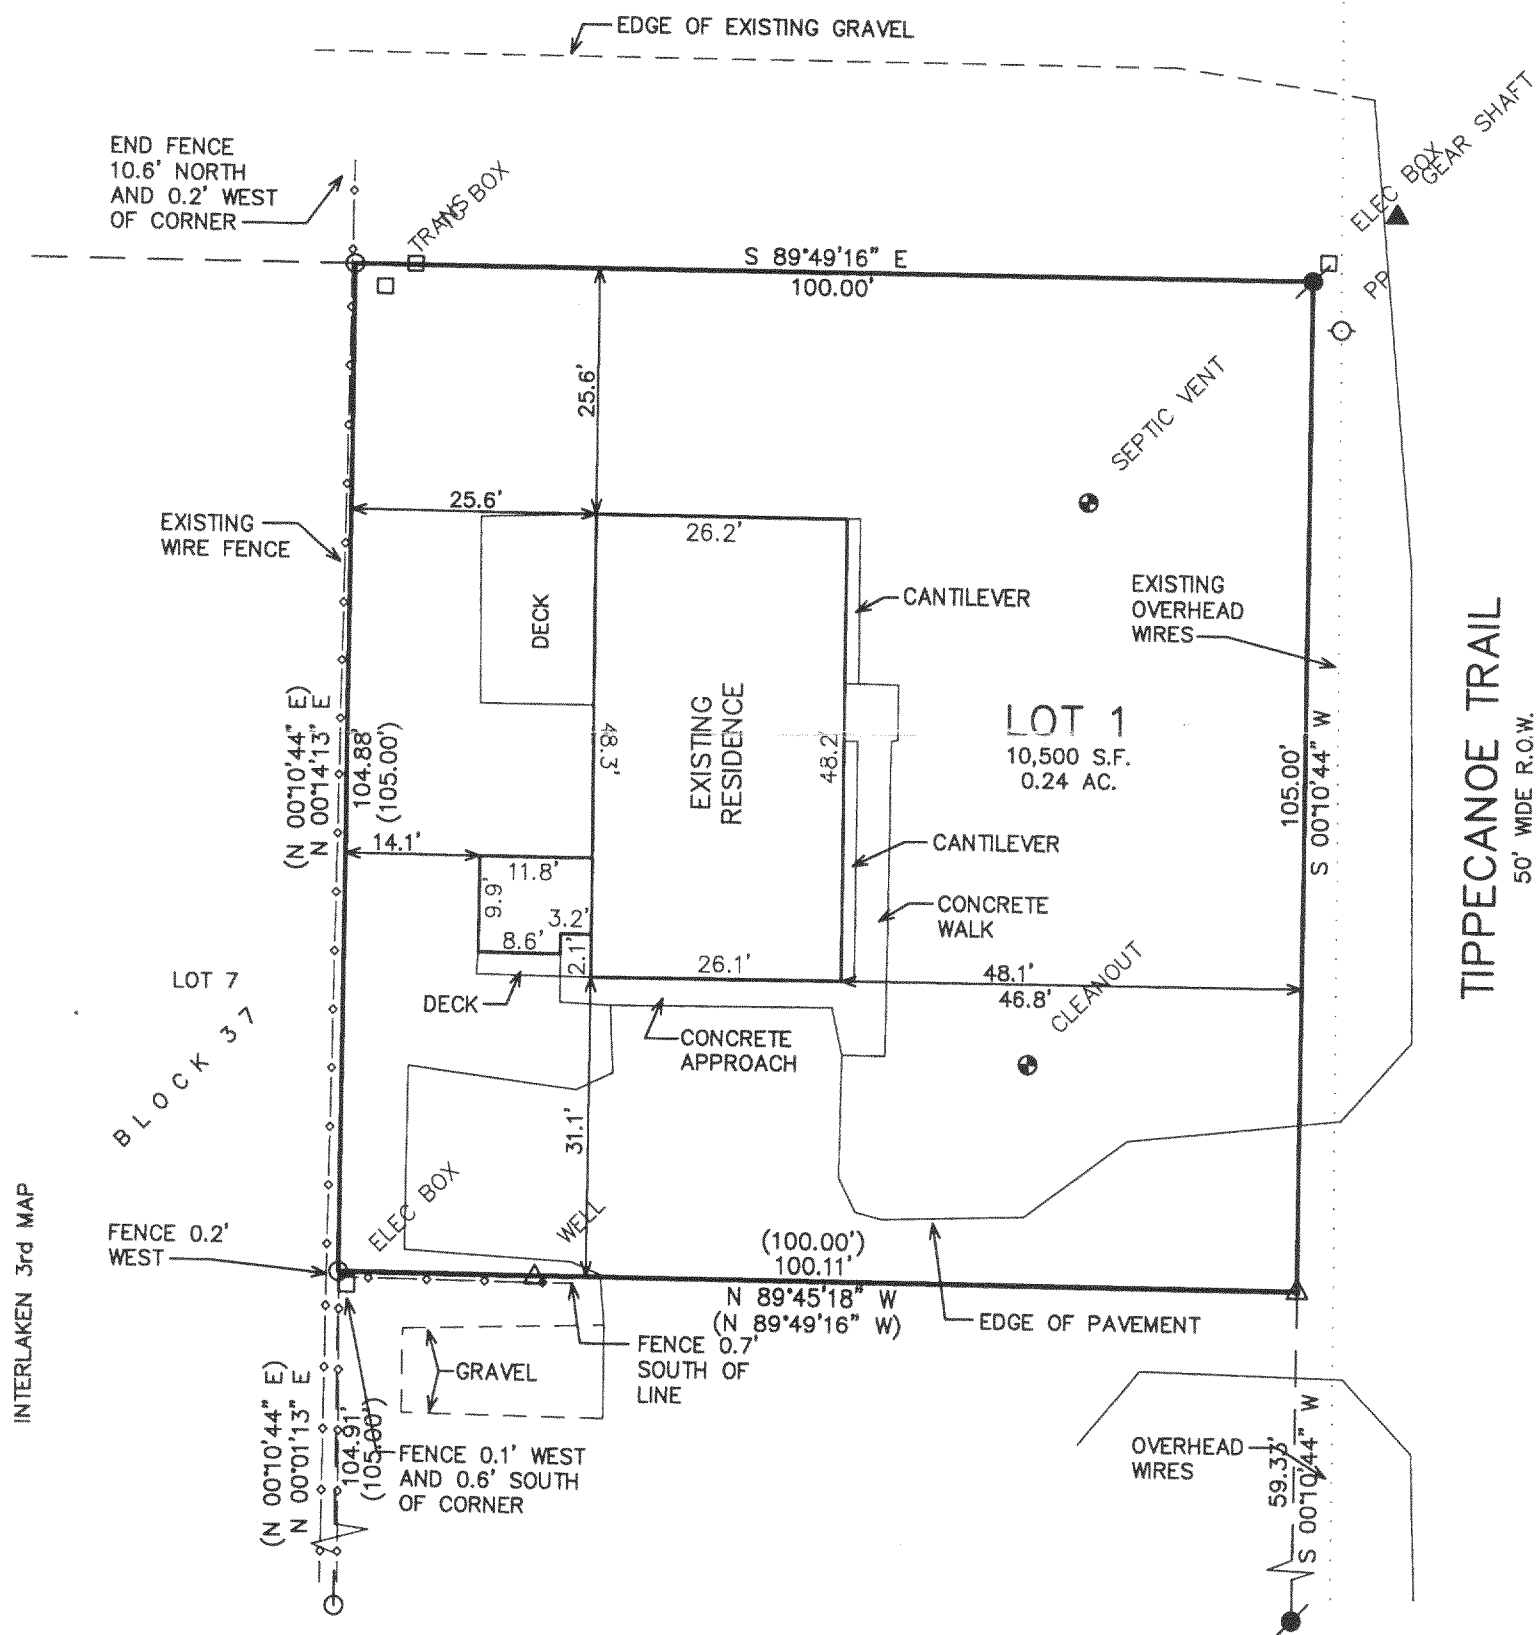 EDGE OF EXISTING GRAVEL
END FENCE
10.6' NORTH
AND 0.2' WEST
OF CORNER
TRANS BOX
ELEC BOX
GEAR SHAFT
PP
S 89°49'16" E
100.00'
25.6'
SEPTIC VENT
25.6'
26.2'
EXISTING
WIRE FENCE
DECK
CANTILEVER
EXISTING
OVERHEAD
WIRES
(N 00°10'44" E)
N 00°14'13" E
104.88'
(105.00')
48.3'
EXISTING
RESIDENCE
48.2'
LOT 1
10,500 S.F.
0.24 AC.
105.00'
S 00°10'44" W
TIPPECANOE TRAIL
50' WIDE R.O.W.
14.1'
11.8'
9.9'
3.2'
8.6'
2.1'
CANTILEVER
CONCRETE
WALK
26.1'
48.1'
46.8'
CLEANOUT
LOT 7
BLOCK 37
DECK
CONCRETE
APPROACH
31.1'
ELEC BOX
WELL
INTERLAKEN 3rd MAP
FENCE 0.2'
WEST
(100.00')
100.11'
N 89°45'18" W
(N 89°49'16" W)
EDGE OF PAVEMENT
FENCE 0.7'
SOUTH OF
LINE
GRAVEL
(N 00°10'44" E)
N 00°01'13" E
104.91'
(105.00')
FENCE 0.1' WEST
AND 0.6' SOUTH
OF CORNER
OVERHEAD
WIRES
59.33'
S 00°10'44" W